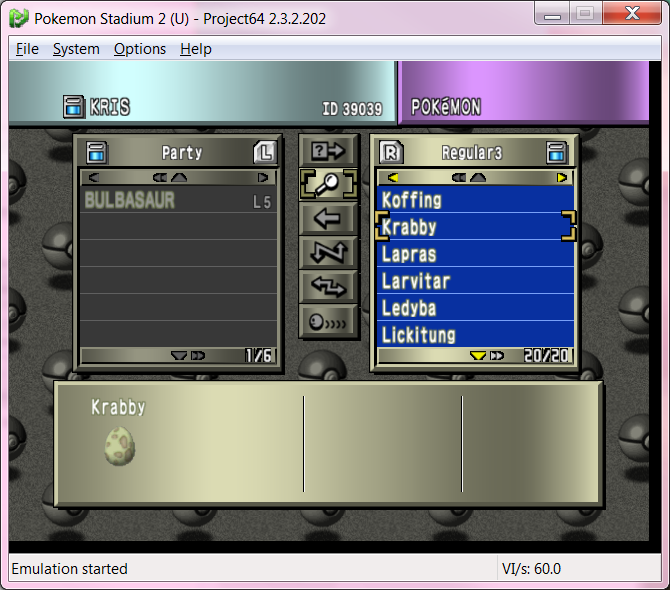 Pokemon Stadium 2 (U) - Project64 2.3.2.202
File System Options Help
KRIS ID 39039 POKéMON
Party L
R Regular3
BULBASAUR L5
Koffing
Krabby
Lapras
Larvitar
Ledyba
Lickitung
1/6
20/20
Krabby
Emulation started VI/s: 60.0